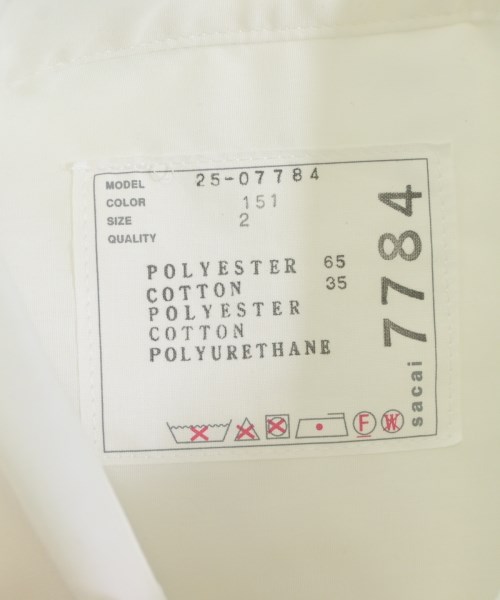 MODEL 25-07784
COLOR 151
SIZE 2
QUALITY
POLYESTER 65
COTTON 35
POLYESTER
COTTON
POLYURETHANE
F W
sacai 7784